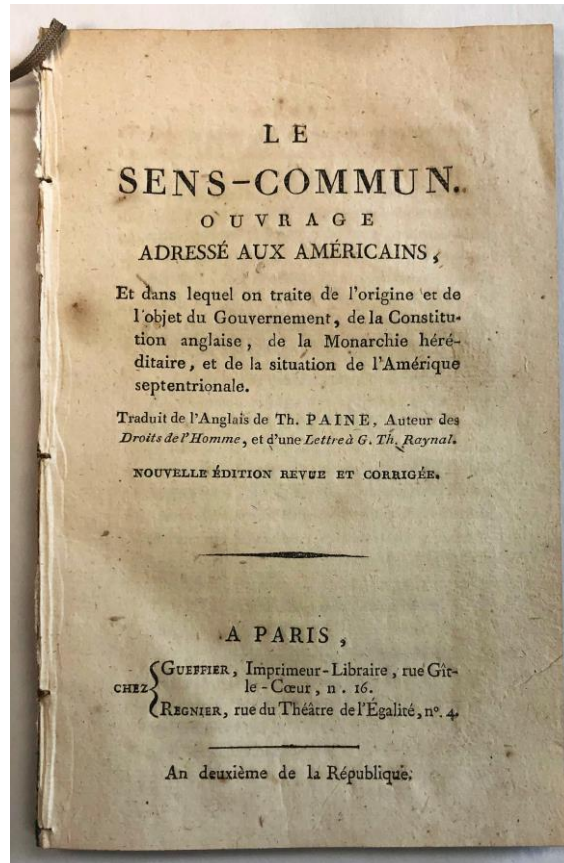 LE
SENS-COMMUN.
OUVRAGE
ADRESSÉ AUX AMÉRICAINS,
Et dans lequel on traite de l'origine et de
l'objet du Gouvernement, de la Constitu-
tion anglaise, de la Monarchie héré-
ditaire, et de la situation de l'Amérique
septentrionale.
Traduit de l'Anglais de Th. PAINE, Auteur des
Droits de l'Homme, et d'une Lettre à G. Th. Raynal.
NOUVELLE ÉDITION REVUE ET CORRIGÉE.
A PARIS,
CHEZ GUEFFIER, Imprimeur-Libraire, rue Gît-
le-Cœur, n. 16.
REGNIER, rue du Théâtre de l'Égalité, n°. 4.
An deuxième de la République.